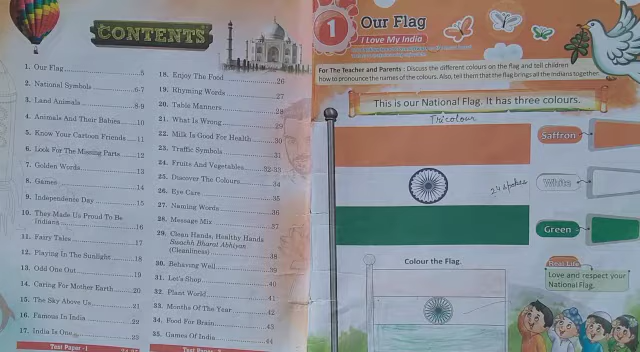 CONTENTS
1. Our Flag..........5
2. National Symbols..........6-7
3. Land Animals..........8-9
4. Animals And Their Babies..........10
5. Know Your Cartoon Friends..........11
6. Look For The Missing Parts..........12
7. Golden Words..........13
8. Games..........14
9. Independence Day..........15
10. They Made Us Proud To Be
Indians..........16
11. Fairy Tales..........17
12. Playing In The Sunlight..........18
13. Odd One Out..........19
14. Caring For Mother Earth..........20
15. The Sky Above Us..........21
16. Famous In India..........22
17. India Is One..........23
Test Paper -I
18. Enjoy The Food..........26
19. Rhyming Words..........27
20. Table Manners..........28
21. What Is Wrong..........29
22. Milk Is Good For Health..........30
23. Traffic Symbols..........31
24. Fruits And Vegetables..........32-33
25. Discover The Colours..........34
26. Eye Care..........35
27. Naming Words..........36
28. Message Mix..........37
29. Clean Hands, Healthy Hands
Swachh Bharat Abhiyan
(Cleanliness)..........38
30. Behaving Well..........39
31. Let's Shop..........40
32. Plant World..........41
33. Months Of The Year..........42
34. Food For Brain..........43
35. Games Of India..........44
Test Paper
1
Our Flag
I Love My India
For The Teacher and Parents : Discuss the different colours on the flag and tell children
how to pronounce the names of the colours. Also, tell them that the flag brings all the Indians together.
This is our National Flag. It has three colours.
Tricolour
Saffron
White
24 spokes
Green
Colour the Flag.
Real Life
Love and respect your
National Flag.